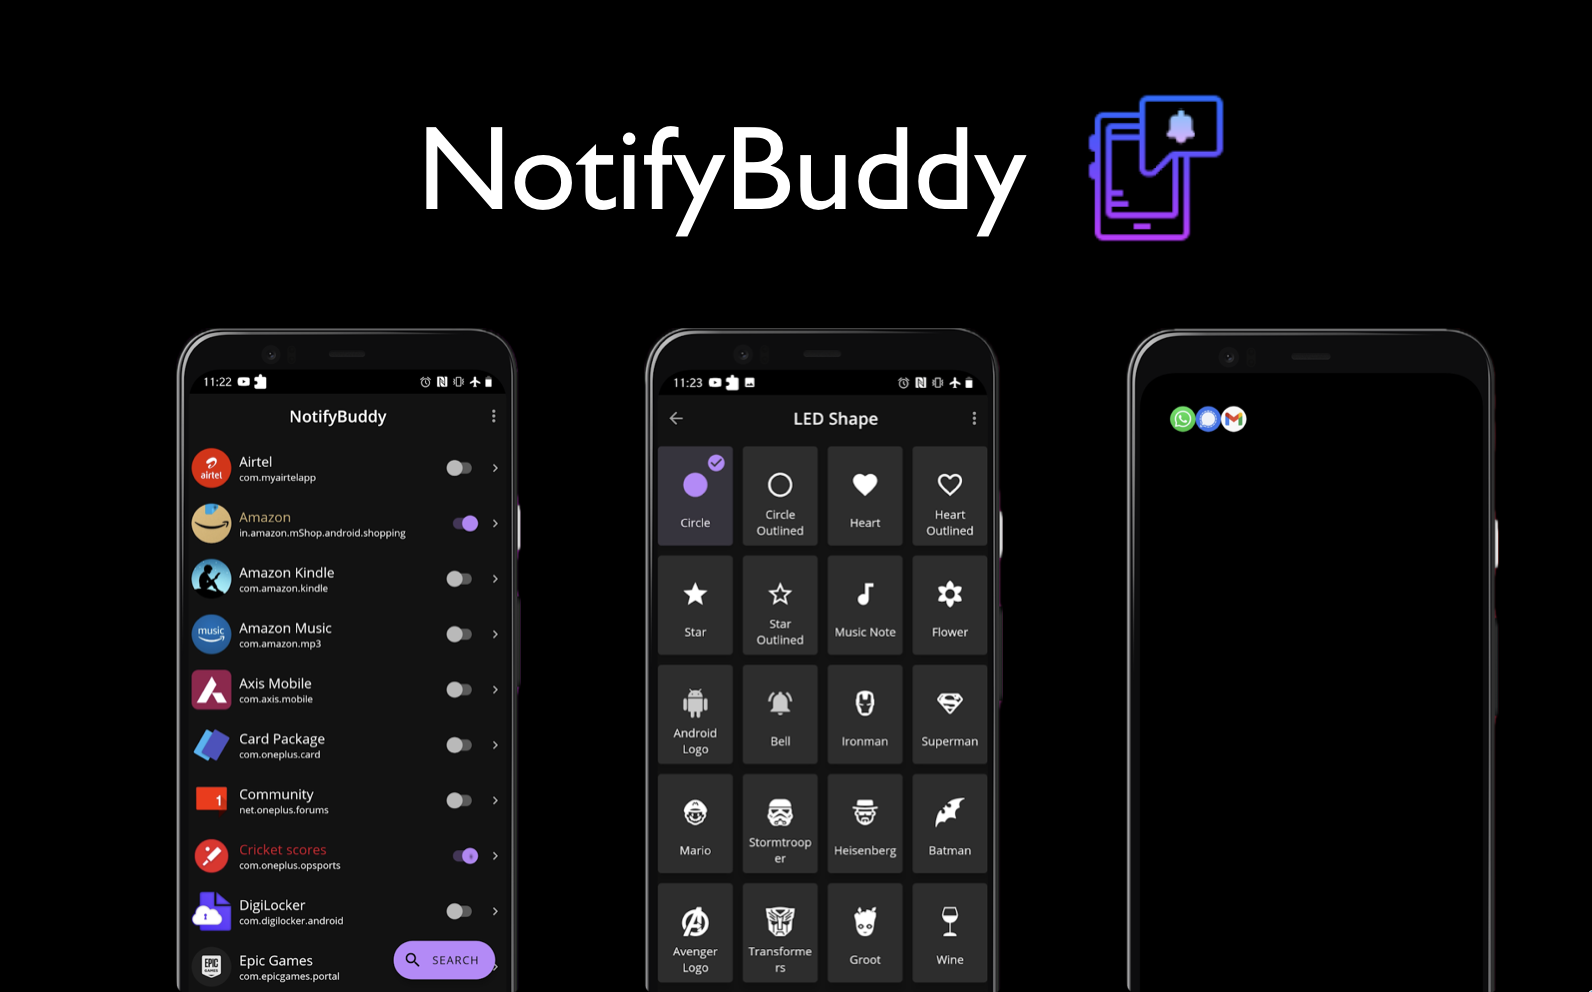 NotifyBuddy
11:22
NotifyBuddy
airtel
Airtel
com.myairtelapp
Amazon
in.amazon.mShop.android.shopping
Amazon Kindle
com.amazon.kindle
music
Amazon Music
com.amazon.mp3
Axis Mobile
com.axis.mobile
Card Package
com.oneplus.card
1
Community
net.oneplus.forums
Cricket scores
com.oneplus.opsports
DigiLocker
com.digilocker.android
EPIC
GAMES
Epic Games
com.epicgames.portal
SEARCH
11:23
LED Shape
Circle
Circle
Outlined
Heart
Heart
Outlined
Star
Star
Outlined
Music Note
Flower
Android
Logo
Bell
Ironman
Superman
Mario
Stormtroop
er
Heisenberg
Batman
Avenger
Logo
Transforme
rs
Groot
Wine